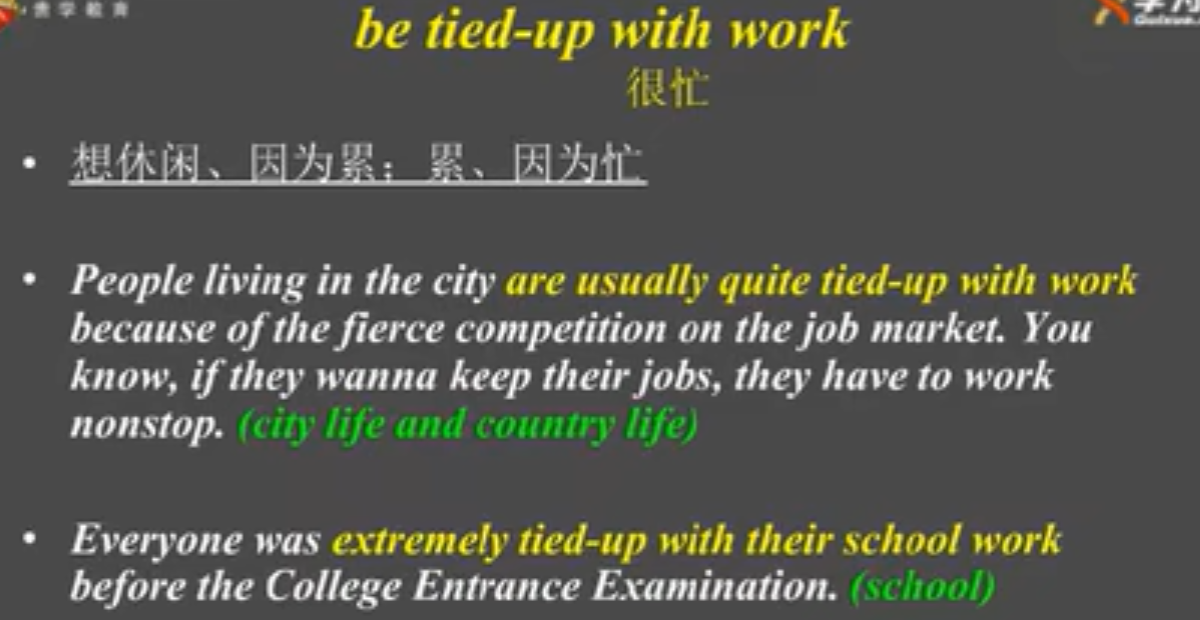 be tied-up with work
很忙
• 想休闲、因为累；累、因为忙
• People living in the city are usually quite tied-up with work
because of the fierce competition on the job market. You
know, if they wanna keep their jobs, they have to work
nonstop. (city life and country life)
• Everyone was extremely tied-up with their school work
before the College Entrance Examination. (school)